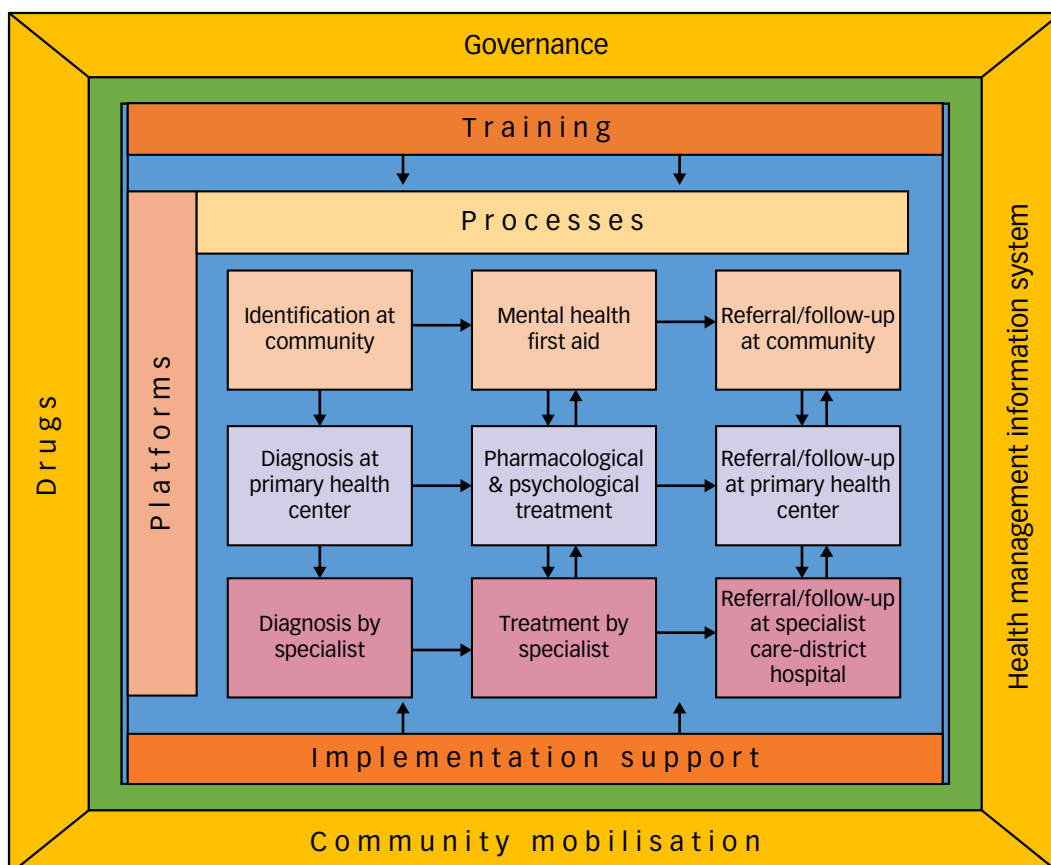 Governance
Training
Processes
Drugs
Platforms
Health management information system
Identification at
community
Mental health
first aid
Referral/follow-up
at community
Diagnosis at
primary health
center
Pharmacological
& psychological
treatment
Referral/follow-up
at primary health
center
Diagnosis by
specialist
Treatment by
specialist
Referral/follow-up
at specialist
care-district
hospital
Implementation support
Community mobilisation